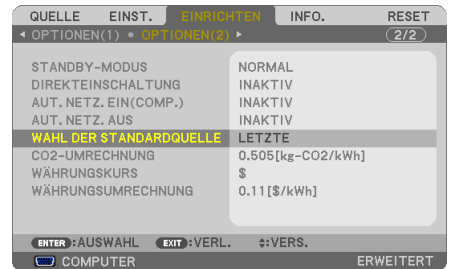 QUELLE EINST. EINRICHTEN INFO. RESET
OPTIONEN(1) OPTIONEN(2) 2/2
STANDBY-MODUS NORMAL
DIREKTEINSCHALTUNG INAKTIV
AUT. NETZ. EIN(COMP.) INAKTIV
AUT. NETZ. AUS INAKTIV
WAHL DER STANDARDQUELLE LETZTE
CO2-UMRECHNUNG 0.505[kg-CO2/kWh]
WÄHRUNGSKURS $
WÄHRUNGSUMRECHNUNG 0.11[$/kWh]
ENTER:AUSWAHL EXIT:VERL. :VERS.
COMPUTER ERWEITERT